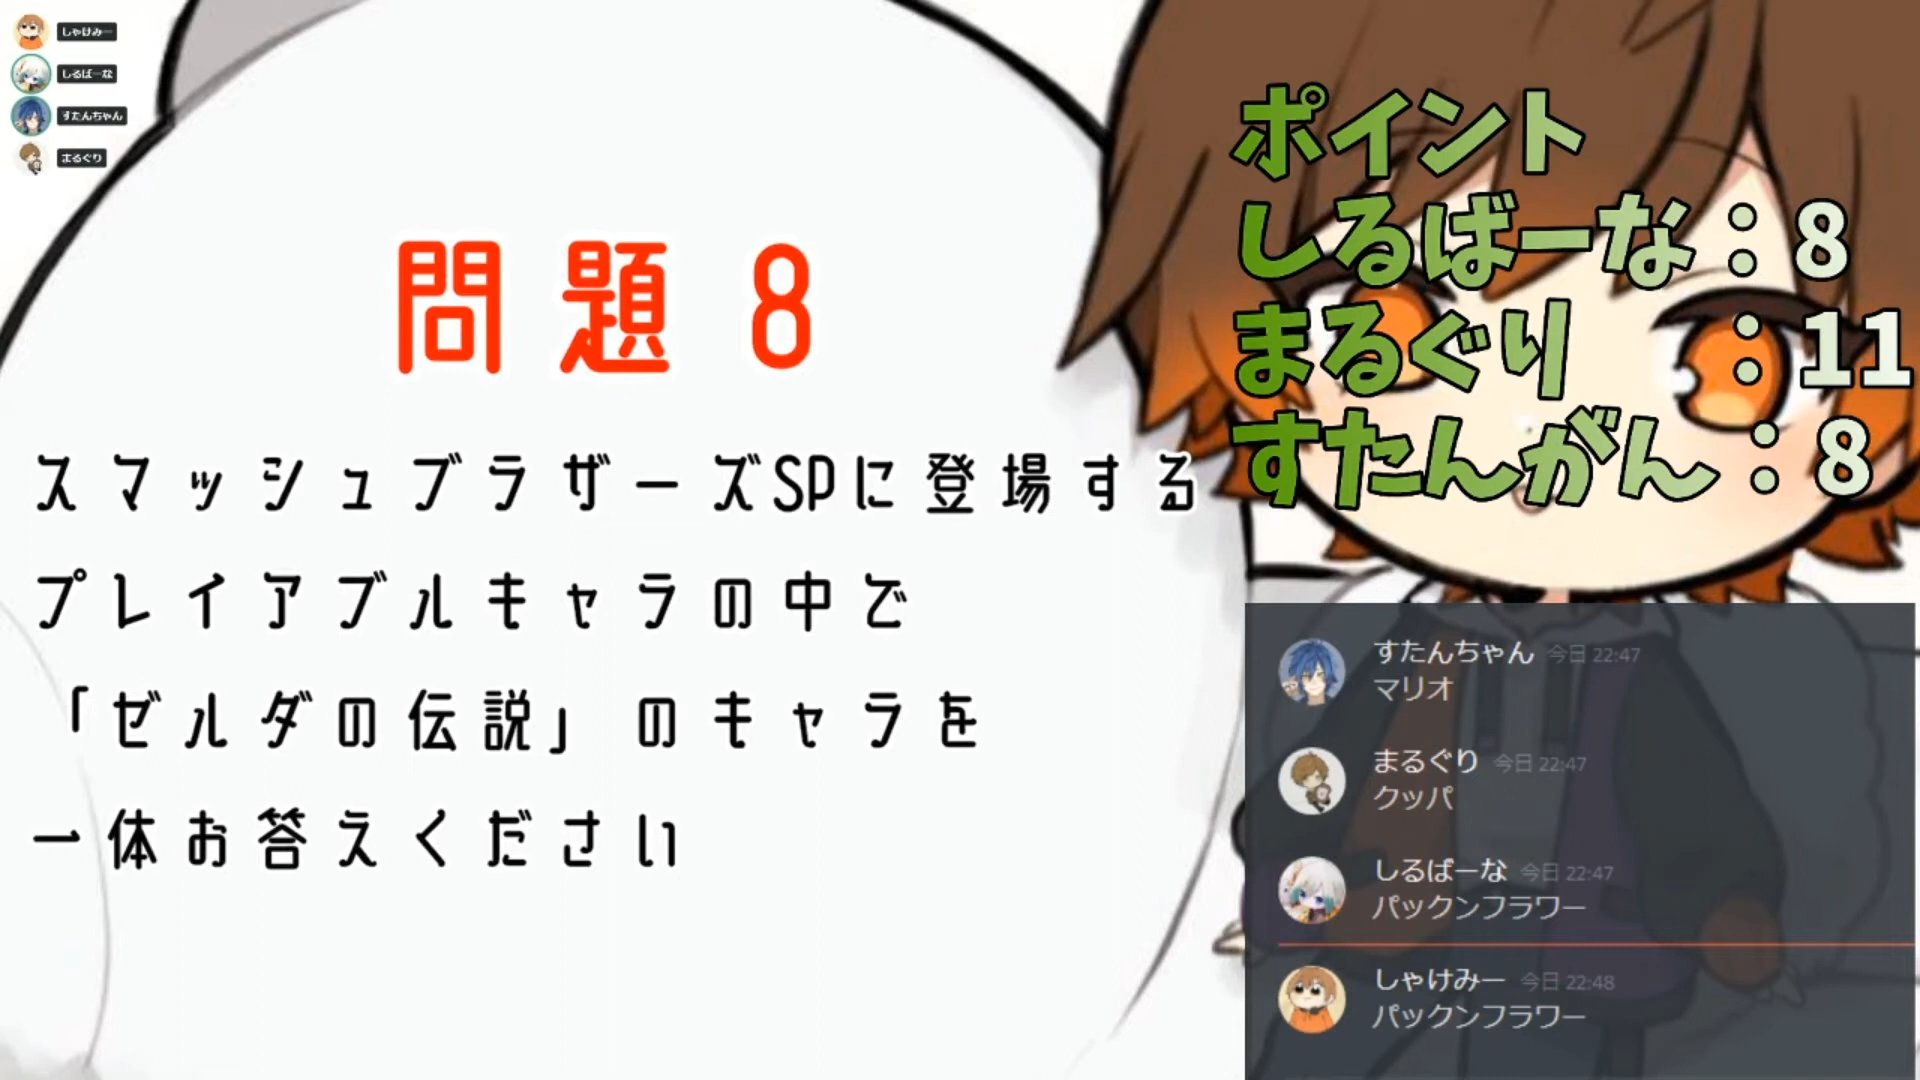 しゃけみー
しるばーな
すたんちゃん
まるぐり
問題8
スマッシュブラザーズSPに登場する
プレイアブルキャラの中で
「ゼルダの伝説」のキャラを
一体お答えください
ポイント
しるばーな：8
まるぐり：11
すたんがん：8
すたんちゃん 今日 22:47
マリオ
まるぐり 今日 22:47
クッパ
しるばーな 今日 22:47
パックンフラワー
しゃけみー 今日 22:48
パックンフラワー